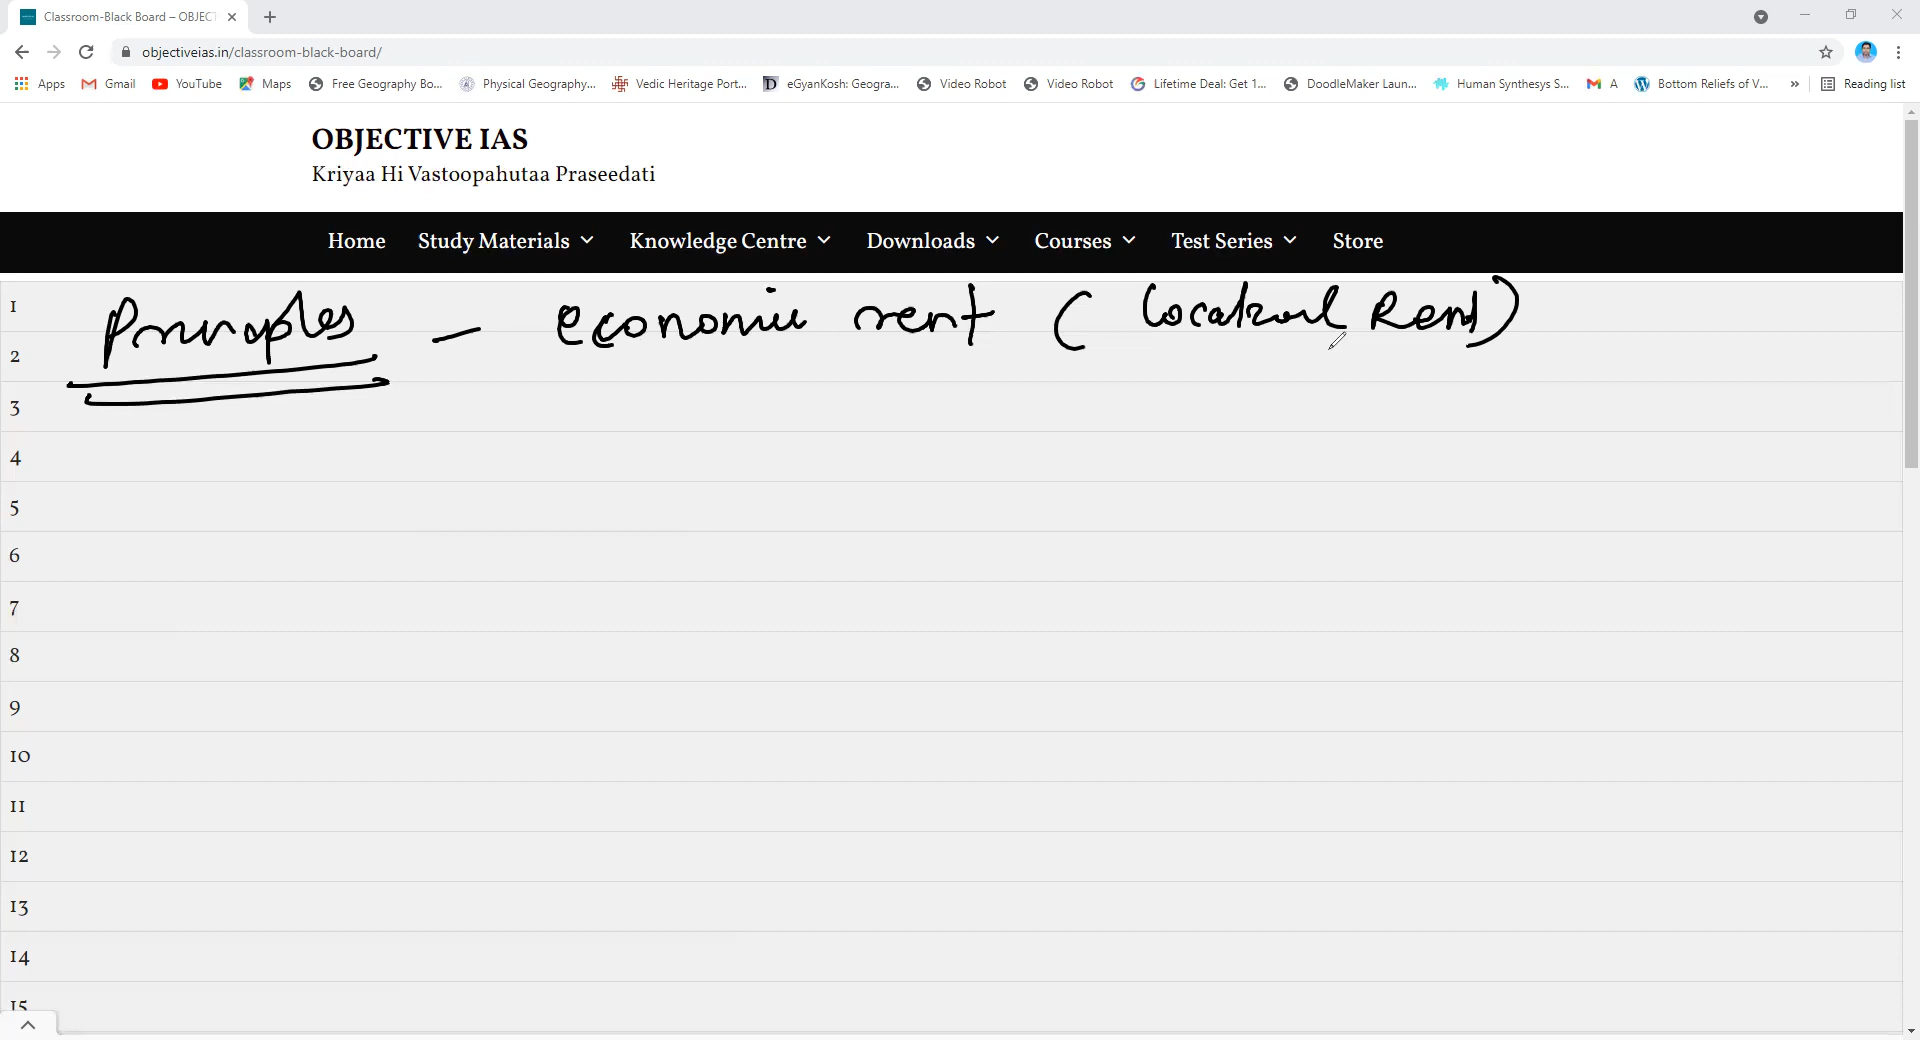 Classroom-Black Board – OBJECT
objectiveias.in/classroom-black-board/
Apps Gmail YouTube Maps Free Geography Bo... Physical Geography... Vedic Heritage Port... eGyanKosh: Geogra... Video Robot Video Robot Lifetime Deal: Get 1... DoodleMaker Laun... Human Synthesys S... A Bottom Reliefs of V... » Reading list
OBJECTIVE IAS
Kriyaa Hi Vastoopahutaa Praseedati
Home Study Materials Knowledge Centre Downloads Courses Test Series Store
1
Principles – economic rent ( Locational Rent)
2
3
4
5
6
7
8
9
10
11
12
13
14
15